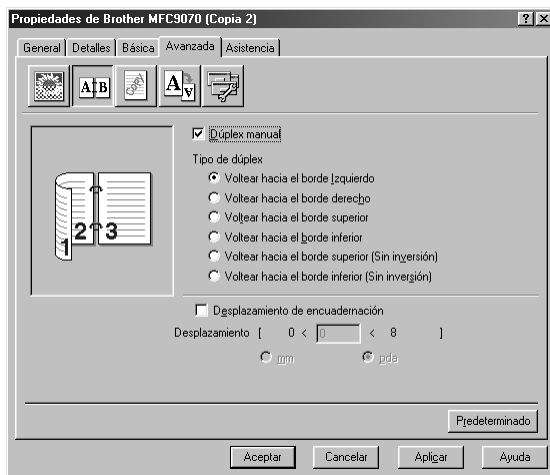 Propiedades de Brother MFC9070 (Copia 2)
General Detalles Básica Avanzada Asistencia
A B
Copy
A V
Dúplex manual
Tipo de dúplex
Voltear hacia el borde Izquierdo
Voltear hacia el borde derecho
Voltear hacia el borde superior
Voltear hacia el borde inferior
Voltear hacia el borde superior (Sin inversión)
Voltear hacia el borde inferior (Sin inversión)
1 2 3
Desplazamiento de encuadernación
Desplazamiento [ 0 < 0 < 8 ]
mm pda
Predeterminado
Aceptar Cancelar Aplicar Ayuda